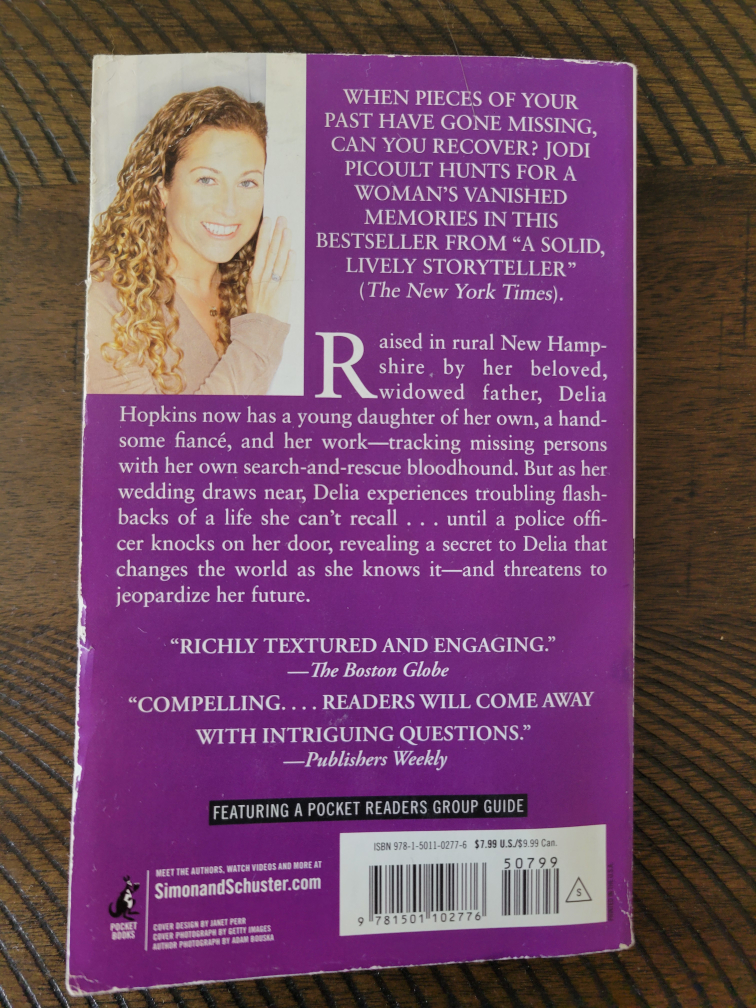 WHEN PIECES OF YOUR
PAST HAVE GONE MISSING,
CAN YOU RECOVER? JODI
PICOULT HUNTS FOR A
WOMAN'S VANISHED
MEMORIES IN THIS
BESTSELLER FROM “A SOLID,
LIVELY STORYTELLER”
(The New York Times).
Raised in rural New Hamp-
shire by her beloved,
widowed father, Delia
Hopkins now has a young daughter of her own, a hand-
some fiancé, and her work—tracking missing persons
with her own search-and-rescue bloodhound. But as her
wedding draws near, Delia experiences troubling flash-
backs of a life she can't recall . . . until a police offi-
cer knocks on her door, revealing a secret to Delia that
changes the world as she knows it—and threatens to
jeopardize her future.
“RICHLY TEXTURED AND ENGAGING.”
—The Boston Globe
“COMPELLING. . . . READERS WILL COME AWAY
WITH INTRIGUING QUESTIONS.”
—Publishers Weekly
FEATURING A POCKET READERS GROUP GUIDE
MEET THE AUTHORS, WATCH VIDEOS AND MORE AT
SimonandSchuster.com
POCKET
BOOKS
COVER DESIGN BY JANET PERR
COVER PHOTOGRAPH BY GETTY IMAGES
AUTHOR PHOTOGRAPH BY ADAM BOUSKA
ISBN 978-1-5011-0277-6 $7.99 U.S./$9.99 Can.
50799
9 781501 102776
S